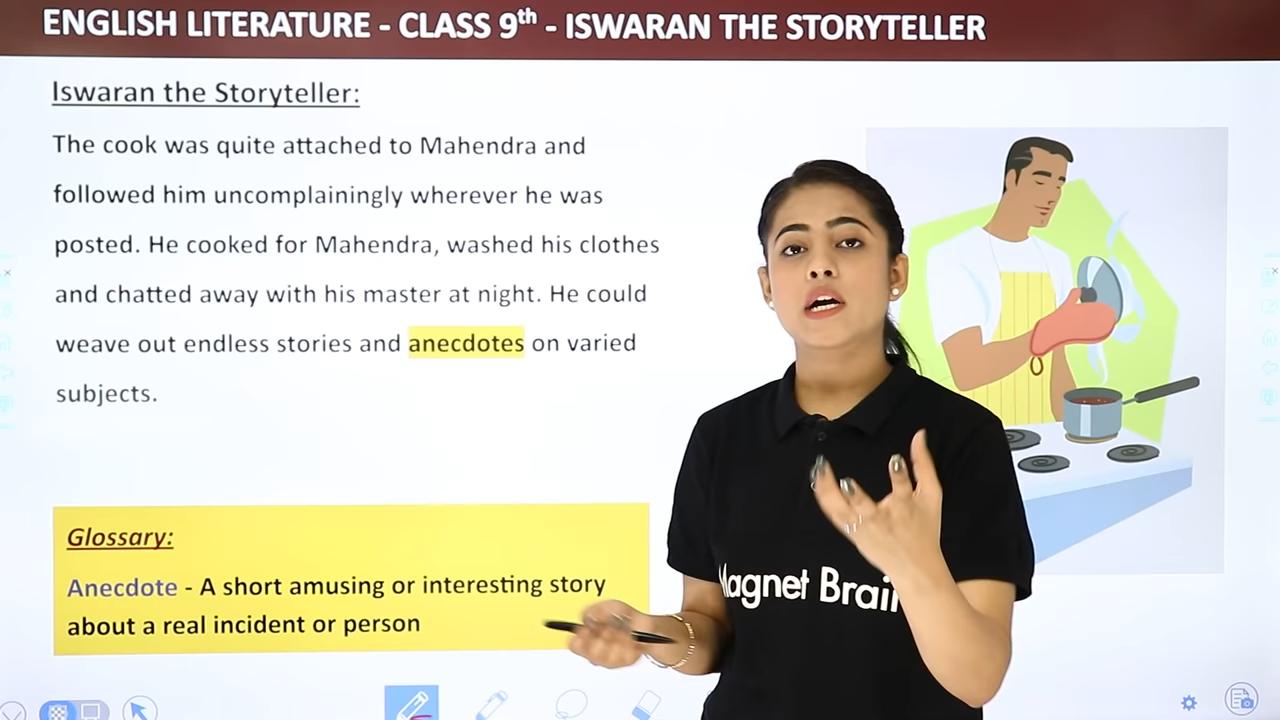 ENGLISH LITERATURE - CLASS 9th - ISWARAN THE STORYTELLER
Iswaran the Storyteller:
The cook was quite attached to Mahendra and
followed him uncomplainingly wherever he was
posted. He cooked for Mahendra, washed his clothes
and chatted away with his master at night. He could
weave out endless stories and anecdotes on varied
subjects.
Glossary:
Anecdote - A short amusing or interesting story
about a real incident or person
agnet Brai